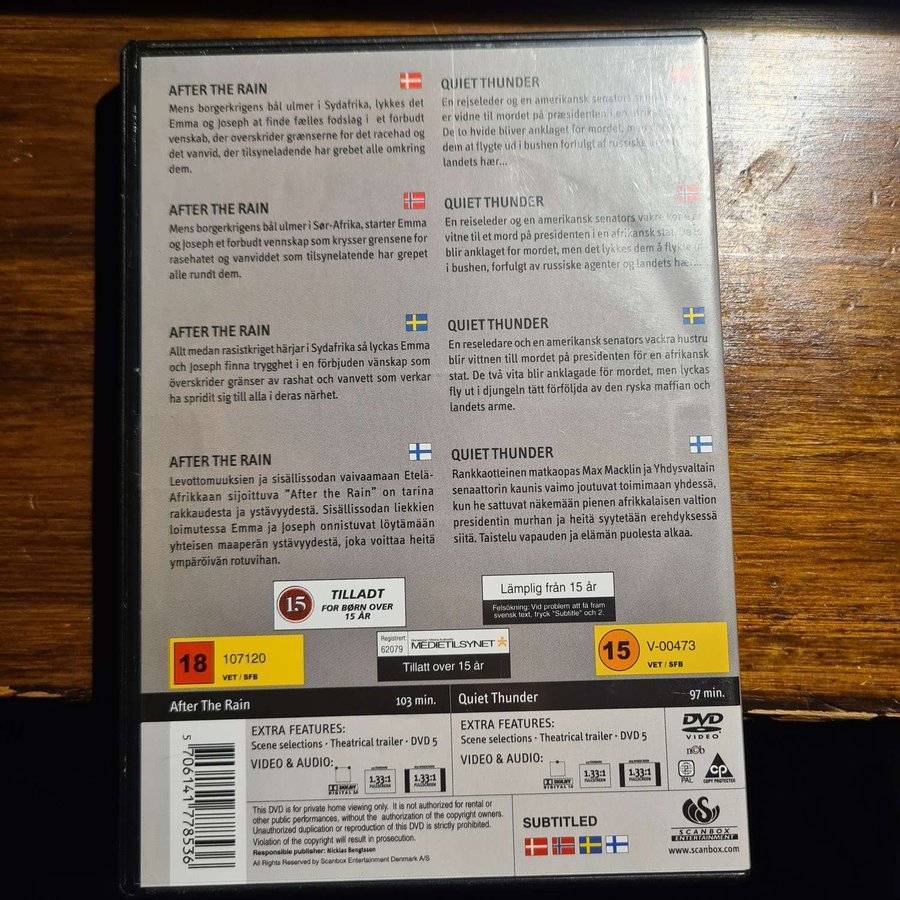 AFTER THE RAIN
Mens borgerkrigens bål ulmer i Sydafrika, lykkes det
Emma og Joseph at finde fælles fodslag i et forbudt
venskab, der overskrider grænserne for det racehad og
det vanvid, der tilsyneladende har grebet alle omkring
dem.
QUIET THUNDER
En rejseleder og en amerikansk senators
er vidne til mordet på præsidenten i en
De to hvide bliver anklaget for mordet,
dem at flygte ud i bushen forfulgt af russiske
landets hær...
AFTER THE RAIN
Mens borgerkrigens bål ulmer i Sør-Afrika, starter Emma
og Joseph et forbudt vennskap som krysser grensene for
rasehatet og vanviddet som tilsynelatende har grepet
alle rundt dem.
QUIET THUNDER
En reiseleder og en amerikansk senators vakre kone er
vitne til et mord på presidenten i en afrikansk stat. De to
blir anklaget for mordet, men det lykkes dem å flykte ut
i bushen, forfulgt av russiske agenter og landets hær...
AFTER THE RAIN
Allt medan rasistkriget härjar i Sydafrika så lyckas Emma
och Joseph finna trygghet i en förbjuden vänskap som
överskrider gränser av rashat och vanvett som verkar
ha spridit sig till alla i deras närhet.
QUIET THUNDER
En reseledare och en amerikansk senators vackra hustru
blir vittnen till mordet på presidenten för en afrikansk
stat. De två vita blir anklagade för mordet, men lyckas
fly ut i djungeln tätt förföljda av den ryska maffian och
landets arme.
AFTER THE RAIN
Levottomuuksien ja sisällissodan vaivaamaan Etelä-
Afrikkaan sijoittuva ”After the Rain” on tarina
rakkaudesta ja ystävyydestä. Sisällissodan liekkien
loimutessa Emma ja Joseph onnistuvat löytämään
yhteisen maaperän ystävyydestä, joka voittaa heitä
ympäröivän rotuvihan.
QUIET THUNDER
Rankkaotteinen matkaopas Max Macklin ja Yhdysvaltain
senaattorin kaunis vaimo joutuvat toimimaan yhdessä,
kun he sattuvat näkemään pienen afrikkalaisen valtion
presidentin murhan ja heitä syytetään erehdyksessä
siitä. Taistelu vapauden ja elämän puolesta alkaa.
15
TILLADT
FOR BØRN OVER
15 ÅR
Lämplig från 15 år
Felsökning: Vid problem att få fram
svensk text, tryck "Subtitle" och 2.
18
107120
VET / SFB
Registrert
62079
MEDIETILSYNET
Tillatt over 15 år
15
V-00473
VET / SFB
After The Rain
103 min.
Quiet Thunder
97 min.
EXTRA FEATURES:
Scene selections · Theatrical trailer · DVD 5
VIDEO & AUDIO:
DOLBY
DIGITAL
1.33:1
FULLSCREEN
1.33:1
FULLSCREEN
EXTRA FEATURES:
Scene selections · Theatrical trailer · DVD 5
VIDEO & AUDIO:
DOLBY
DIGITAL
1.33:1
FULLSCREEN
1.33:1
FULLSCREEN
DVD
VIDEO
n©b
2
PAL
CP
COPY PROTECTED
5 706141 778536
This DVD is for private home viewing only. It is not authorized for rental or
other public performances, without the authorization of the copyright owners.
Unauthorized duplication or reproduction of this DVD is strictly prohibited.
Violation of the copyright will result in prosecution.
Responsible publisher: Nicklas Bengtsson
All Rights Reserved by Scanbox Entertainment Denmark A/S
SUBTITLED
SCANBOX
ENTERTAINMENT
www.scanbox.com